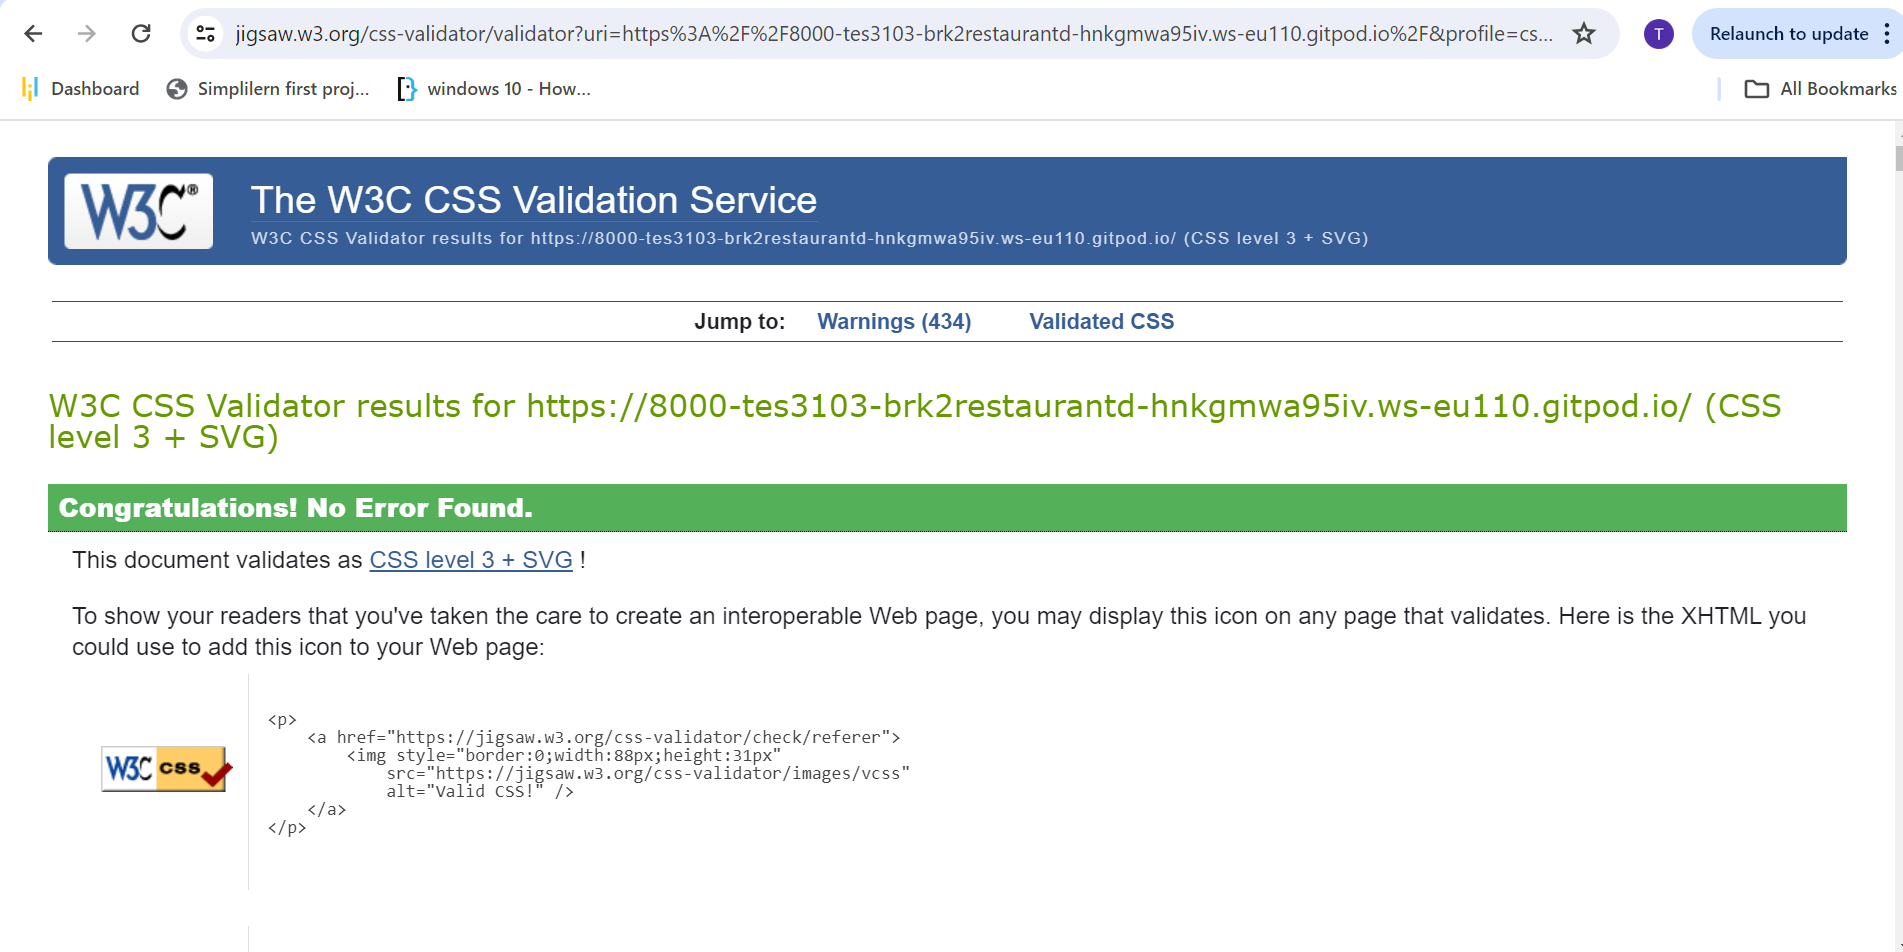 jigsaw.w3.org/css-validator/validator?uri=https%3A%2F%2F8000-tes3103-brk2restaurantd-hnkgmwa95iv.ws-eu110.gitpod.io%2F&profile=cs...
T
Relaunch to update
Dashboard
Simplilern first proj...
windows 10 - How...
All Bookmarks
W3C®
The W3C CSS Validation Service
W3C CSS Validator results for https://8000-tes3103-brk2restaurantd-hnkgmwa95iv.ws-eu110.gitpod.io/ (CSS level 3 + SVG)
Jump to: Warnings (434) Validated CSS
W3C CSS Validator results for https://8000-tes3103-brk2restaurantd-hnkgmwa95iv.ws-eu110.gitpod.io/ (CSS
level 3 + SVG)
Congratulations! No Error Found.
This document validates as CSS level 3 + SVG !
To show your readers that you've taken the care to create an interoperable Web page, you may display this icon on any page that validates. Here is the XHTML you
could use to add this icon to your Web page:
W3C CSS
<p>
<a href="https://jigsaw.w3.org/css-validator/check/referer">
<img style="border:0;width:88px;height:31px"
src="https://jigsaw.w3.org/css-validator/images/vcss"
alt="Valid CSS!" />
</a>
</p>